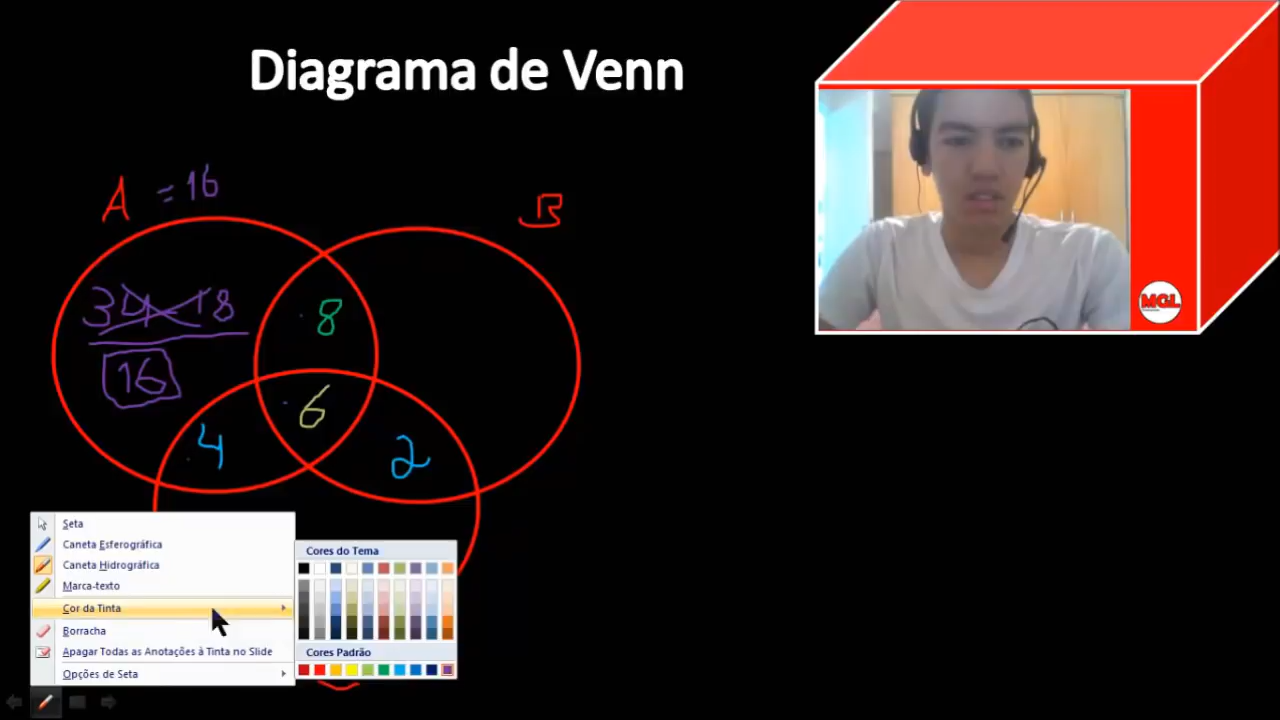 Diagrama de Venn
A = 16
B
34 - 18
16
8
6
4
2
Seta
Caneta Esferográfica
Caneta Hidrográfica
Marca-texto
Cor da Tinta
Borracha
Apagar Todas as Anotações à Tinta no Slide
Opções de Seta
Cores do Tema
Cores Padrão
MGL